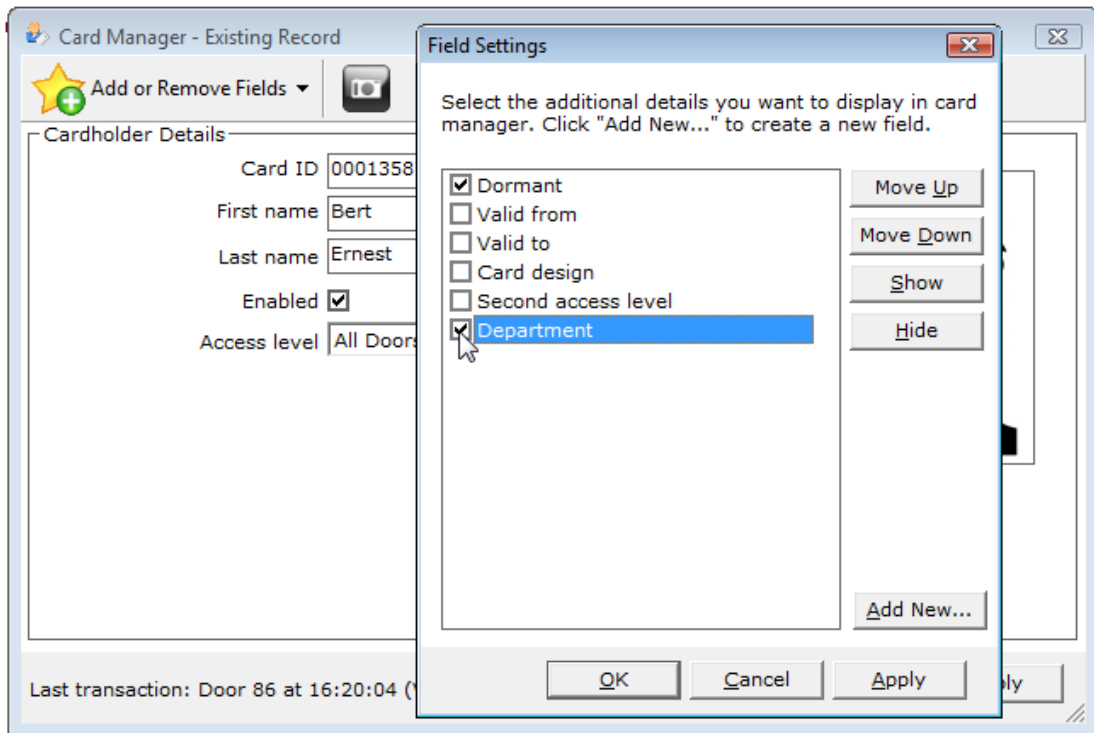 Card Manager - Existing Record
Add or Remove Fields
Cardholder Details
Card ID 0001358
First name Bert
Last name Ernest
Enabled
Access level All Doors
Last transaction: Door 86 at 16:20:04 (
Field Settings
Select the additional details you want to display in card
manager. Click "Add New..." to create a new field.
Dormant
Valid from
Valid to
Card design
Second access level
Department
Move Up
Move Down
Show
Hide
Add New...
OK
Cancel
Apply
ly